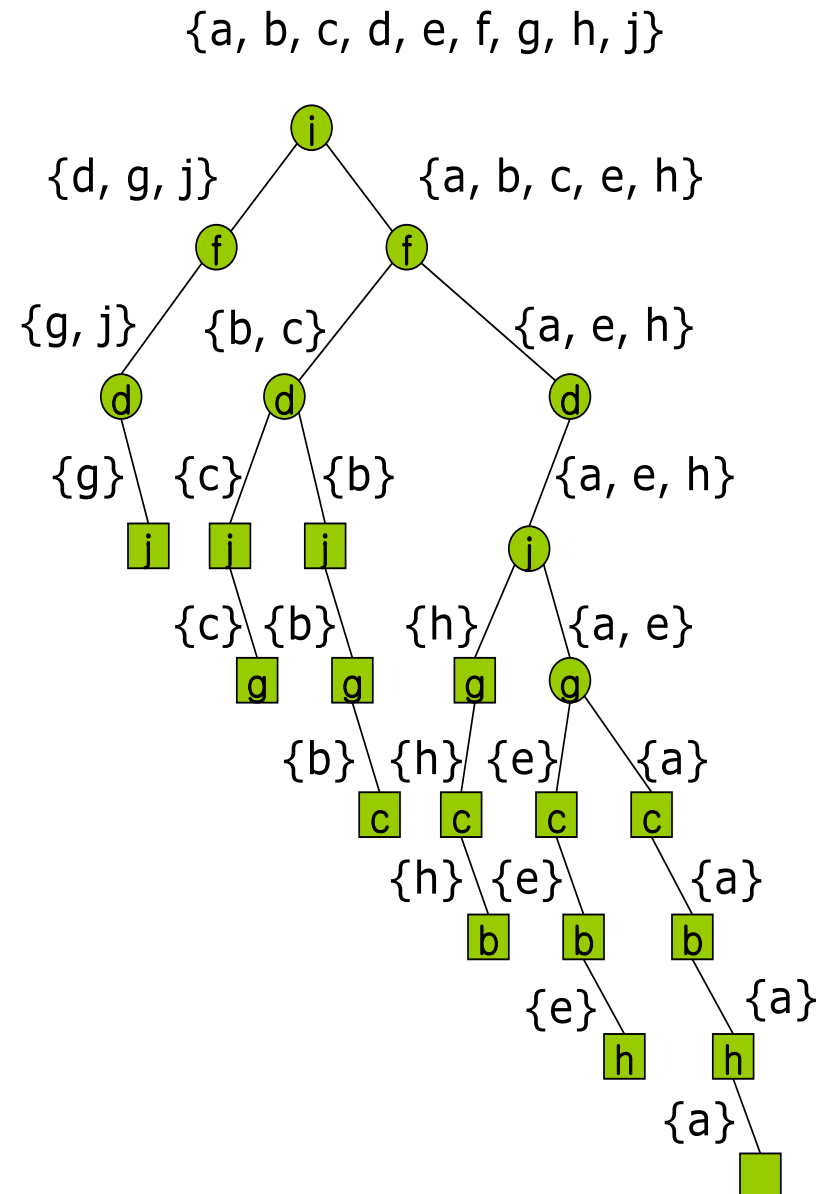 {a, b, c, d, e, f, g, h, j}
i
{d, g, j} {a, b, c, e, h}
f f
{g, j} {b, c} {a, e, h}
d d d
{g} {c} {b} {a, e, h}
j j j j
{c} {b} {h} {a, e}
g g g g
{b} {h} {e} {a}
c c c c
{h} {e} {a}
b b b
{e} {a}
h h
{a}